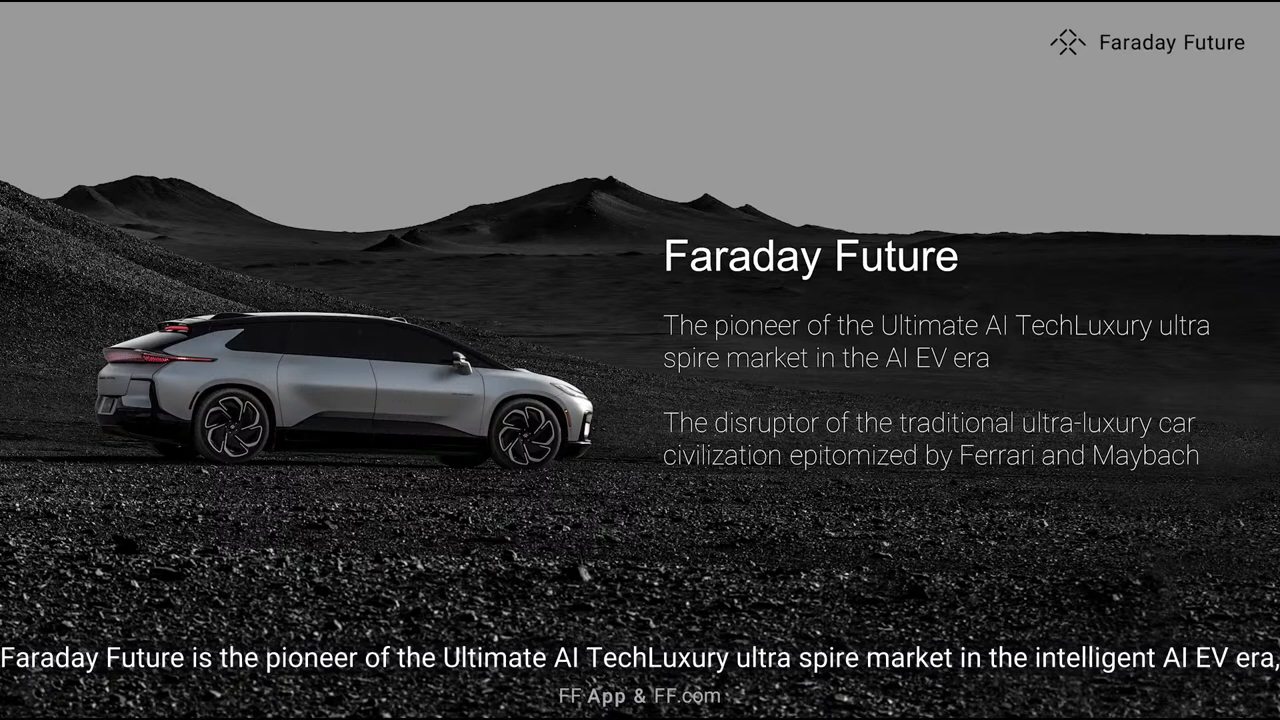 Faraday Future
Faraday Future
The pioneer of the Ultimate AI TechLuxury ultra
spire market in the AI EV era
The disruptor of the traditional ultra-luxury car
civilization epitomized by Ferrari and Maybach
Faraday Future is the pioneer of the Ultimate AI TechLuxury ultra spire market in the intelligent AI EV era,
FF App & FF.com